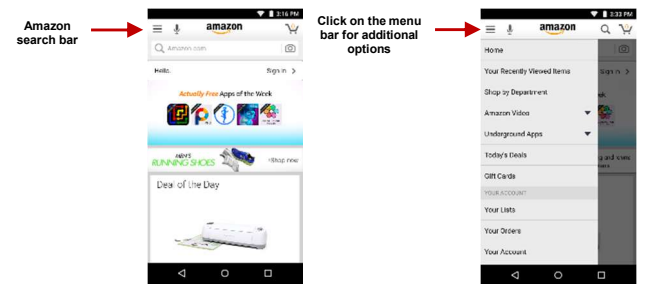 Amazon
search bar
2:16 PM
amazon
Amazon.com
Hello.
Sign in >
Actually Free Apps of the Week
MEN'S
RUNNING SHOES
›Shop now
Deal of the Day
Click on the menu
bar for additional
options
2:33 PM
amazon
Home
Your Recently Viewed Items
Sign in >
Shop by Department
Amazon Video
Underground Apps
Today's Deals
Gift Cards
YOUR ACCOUNT
Your Lists
Your Orders
Your Account